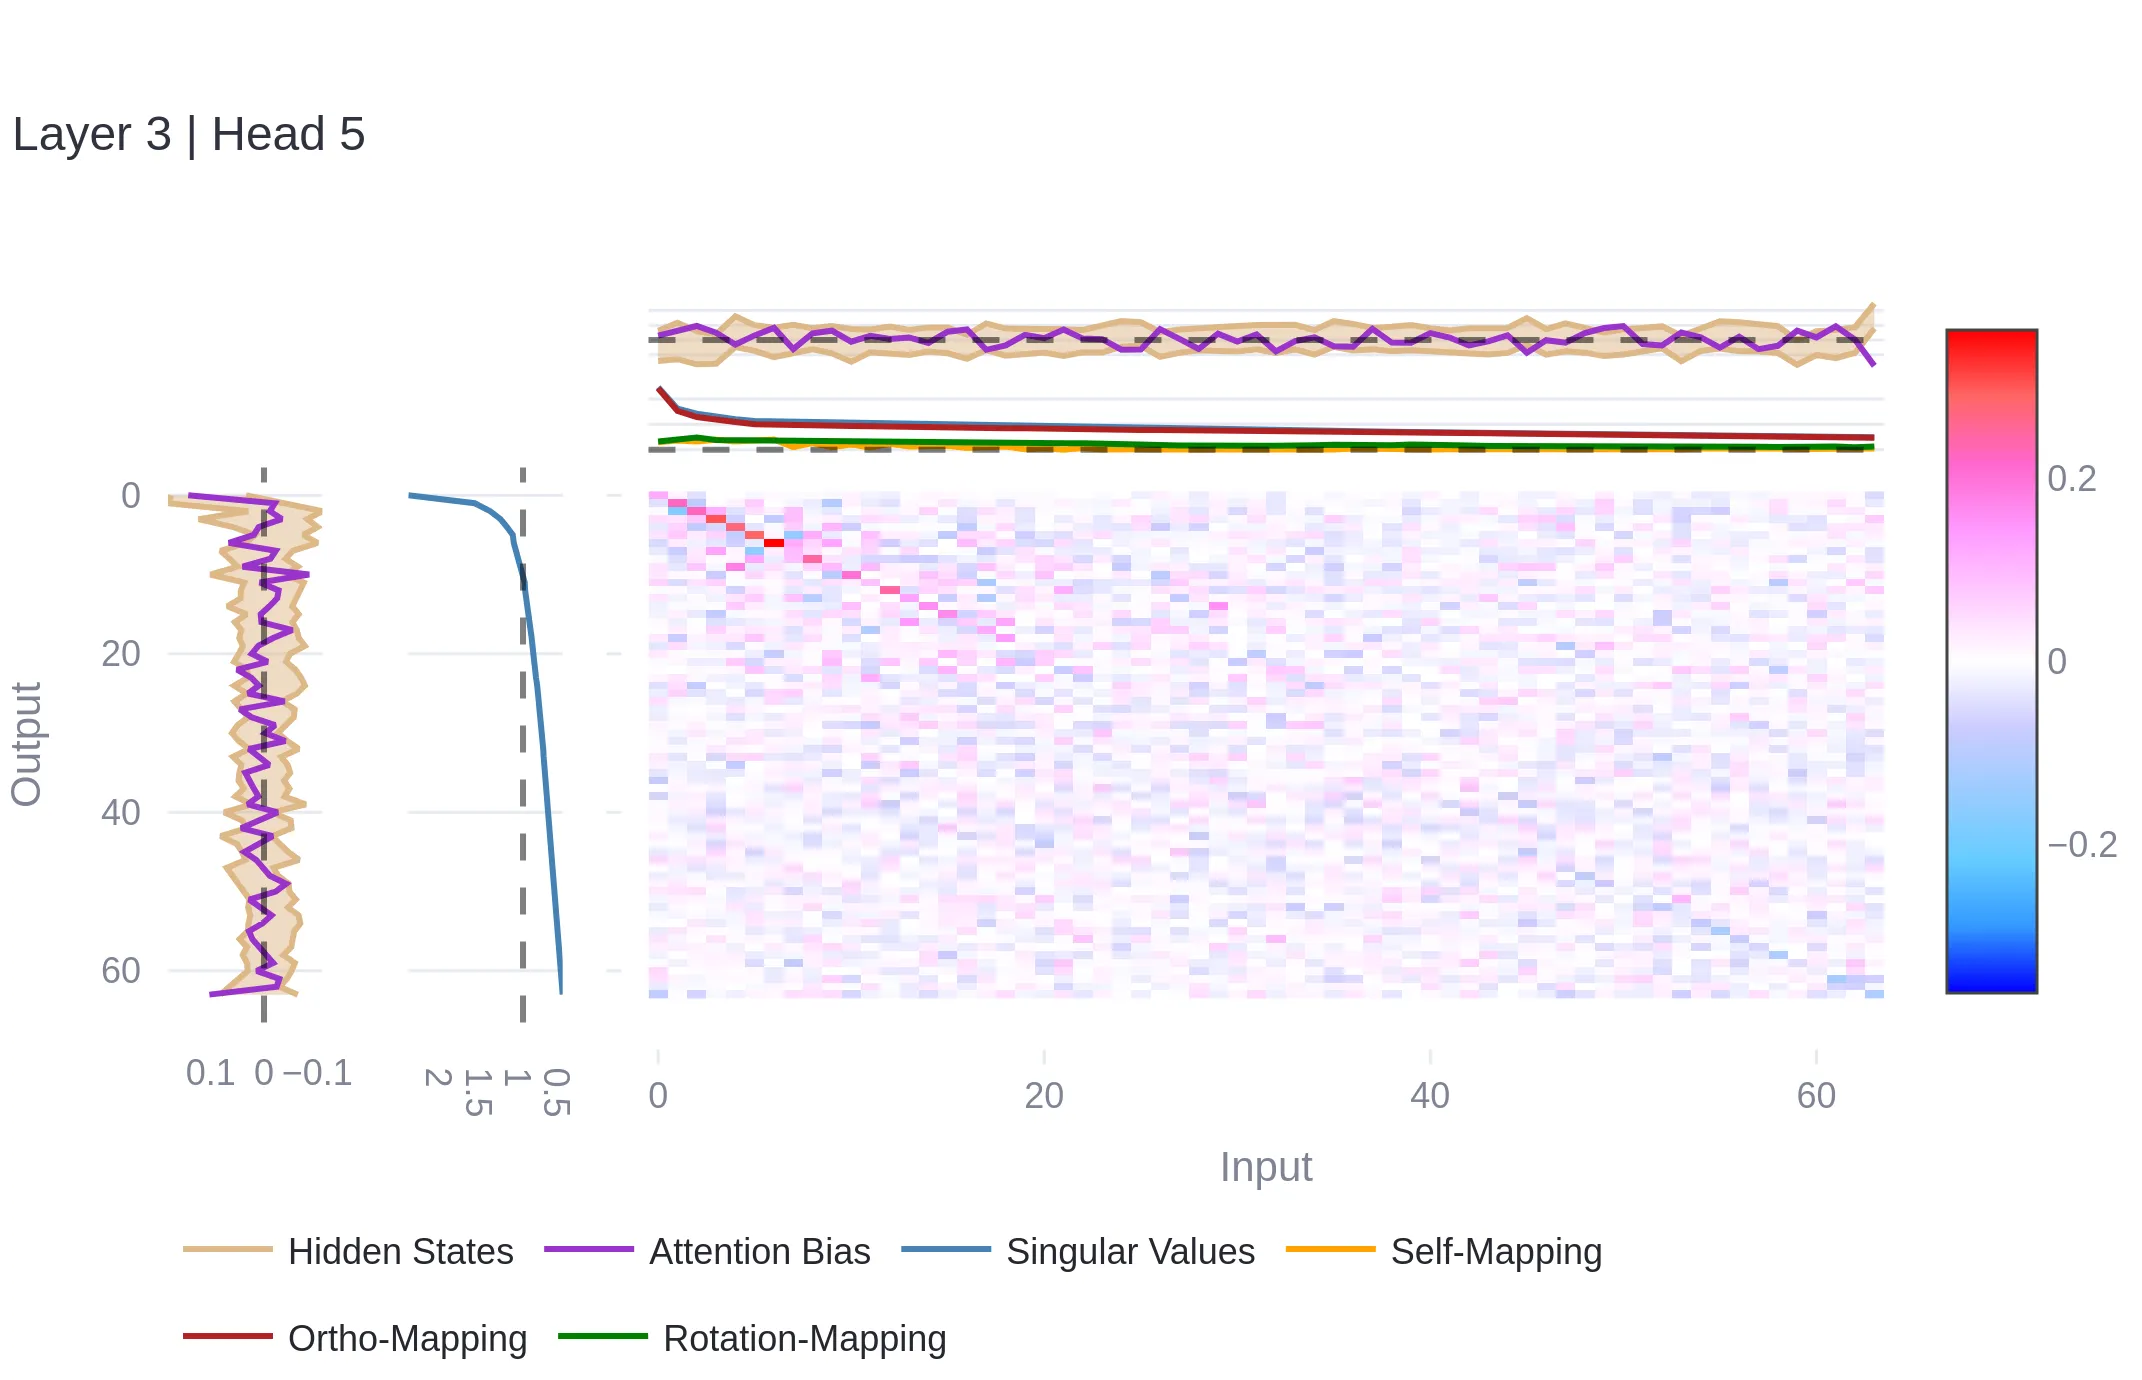 Layer 3 | Head 5
0
20
40
60
Output
0.1 0 −0.1
2 1.5 1 0.5
0 20 40 60
Input
0.2
0
−0.2
Hidden States Attention Bias Singular Values Self-Mapping
Ortho-Mapping Rotation-Mapping